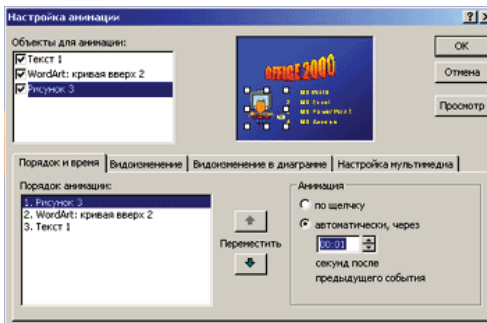 Настройка анимации
Объекты для анимации:
Текст 1
WordArt: кривая вверх 2
Рисунок 3
OFFICE 2000
MS Word
MS Excel
MS PowerPoint
MS Access
ОК
Отмена
Просмотр
Порядок и время
Видоизменение
Видоизменение в диаграмме
Настройка мультимедиа
Порядок анимации:
1. Рисунок 3
2. WordArt: кривая вверх 2
3. Текст 1
Переместить
Анимация
по щелчку
автоматически, через
00:01
секунд после
предыдущего события